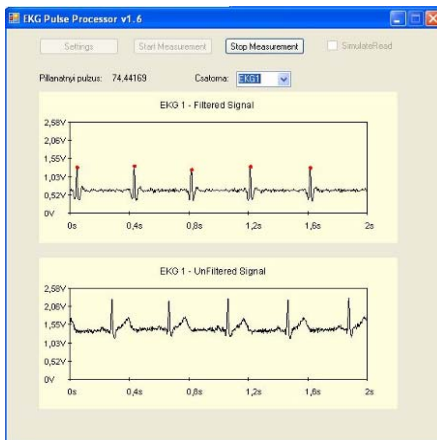 EKG Pulse Processor v1.6
Settings Start Measurement Stop Measurement SimulateRead
Pillanatnyi pulzus: 74,44169 Csatorna: EKG1
EKG 1 - Filtered Signal
2,58V
2,06V
1,55V
1,03V
0,52V
0V
0s 0,4s 0,8s 1,2s 1,6s 2s
EKG 1 - UnFiltered Signal
2,58V
2,06V
1,55V
1,03V
0,52V
0V
0s 0,4s 0,8s 1,2s 1,6s 2s